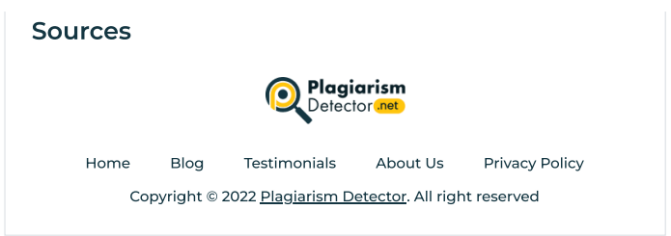 Sources
Plagiarism
Detector.net
Home Blog Testimonials About Us Privacy Policy
Copyright © 2022 Plagiarism Detector. All right reserved